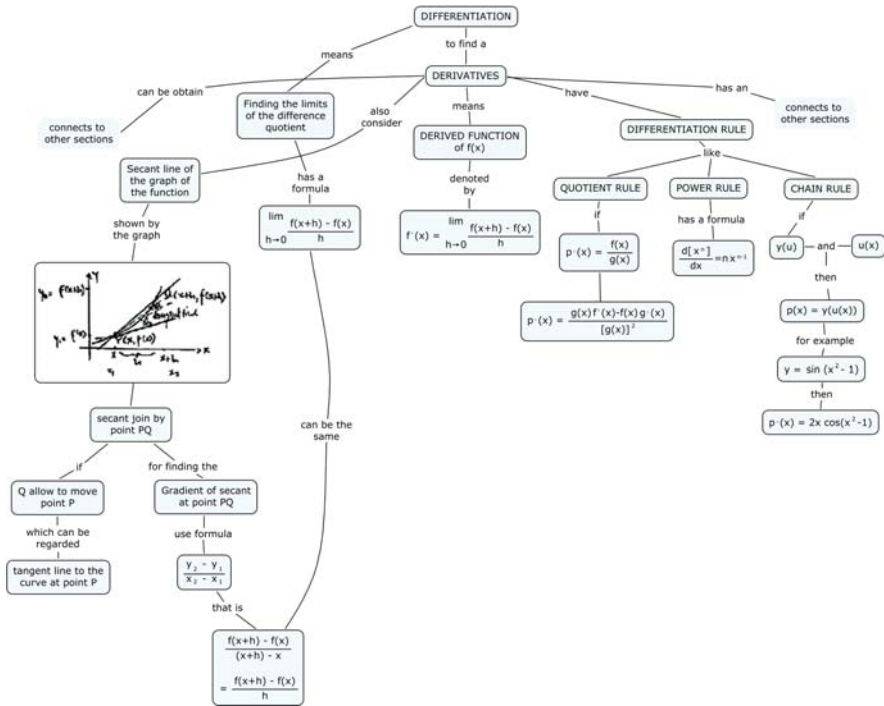 DIFFERENTIATION
means
to find a
DERIVATIVES
can be obtain
connects to
other sections
Finding the limits
of the difference
quotient
also
consider
means
have
has an
connects to
other sections
DERIVED FUNCTION
of f(x)
DIFFERENTIATION RULE
like
Secant line of
the graph of
the function
has a
formula
denoted
by
QUOTIENT RULE
POWER RULE
CHAIN RULE
shown by
the graph
lim
h→0
f(x+h) - f(x)
h
f'(x) = lim
h→0
f(x+h) - f(x)
h
if
has a formula
if
p·(x) = f(x)
g(x)
d[xⁿ]
dx
=nxⁿ⁻¹
y(u)
and
u(x)
then
Y
y₂ = f(x+h)
(x+h, f(x+h))
y₁ = f(x)
P(x, f(x))
x
h
x+h
x
x₁
x₂
p·(x) = g(x)f'(x)-f(x)g·(x)
[g(x)]²
p(x) = y(u(x))
for example
y = sin (x²- 1)
then
p·(x) = 2x cos(x²-1)
secant join by
point PQ
can be the
same
if
for finding the
Q allow to move
point P
Gradient of secant
at point PQ
which can be
regarded
use formula
tangent line to the
curve at point P
y₂ - y₁
x₂ - x₁
that is
f(x+h) - f(x)
(x+h) - x
= f(x+h) - f(x)
h